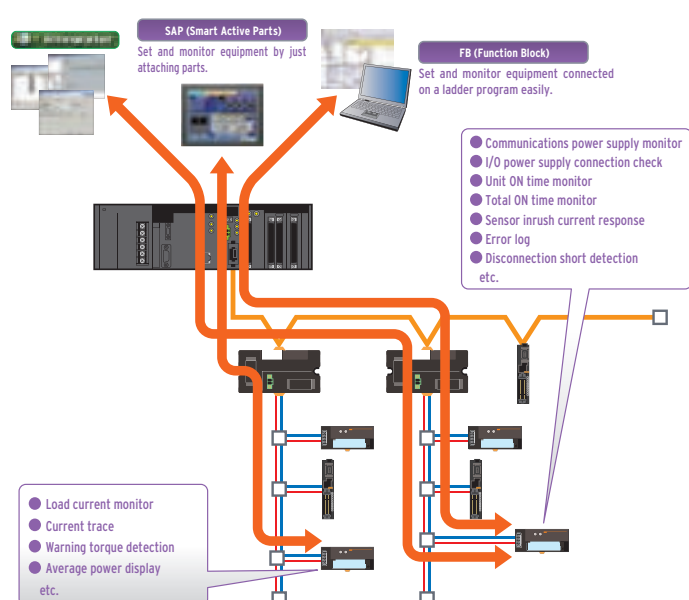 SAP (Smart Active Parts)
Set and monitor equipment by just
attaching parts.
FB (Function Block)
Set and monitor equipment connected
on a ladder program easily.
Communications power supply monitor
I/O power supply connection check
Unit ON time monitor
Total ON time monitor
Sensor inrush current response
Error log
Disconnection short detection
etc.
Load current monitor
Current trace
Warning torque detection
Average power display
etc.